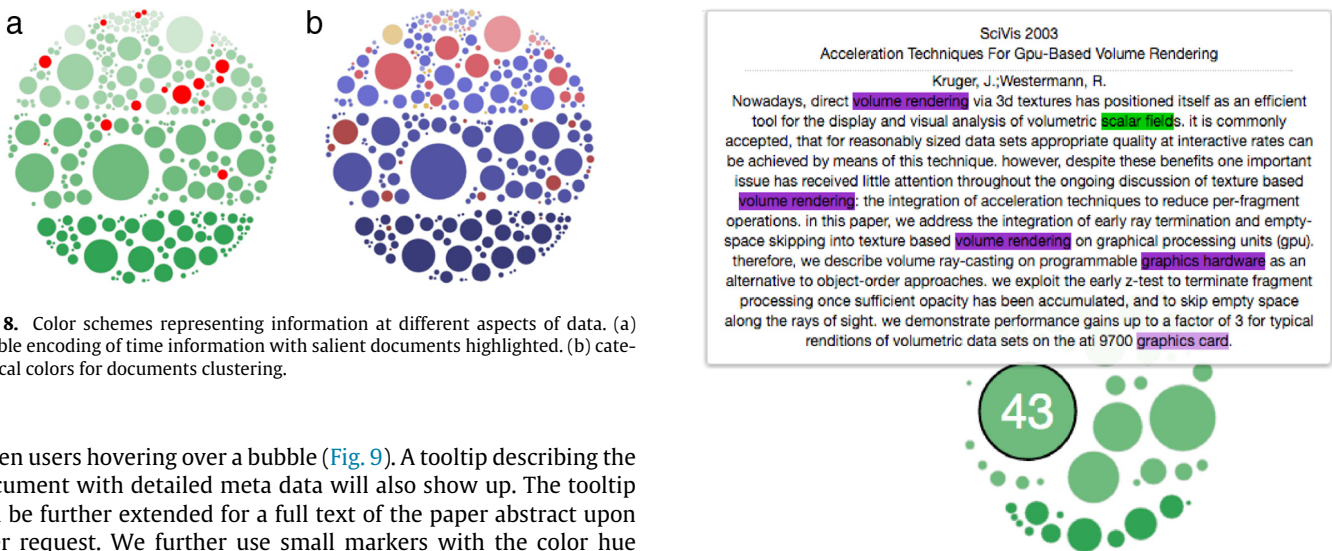 a
b
8. Color schemes representing information at different aspects of data. (a)
ble encoding of time information with salient documents highlighted. (b) cate-
cal colors for documents clustering.
en users hovering over a bubble (Fig. 9). A tooltip describing the
cument with detailed meta data will also show up. The tooltip
be further extended for a full text of the paper abstract upon
er request. We further use small markers with the color hue
SciVis 2003
Acceleration Techniques For Gpu-Based Volume Rendering
Kruger, J.;Westermann, R.
Nowadays, direct volume rendering via 3d textures has positioned itself as an efficient
tool for the display and visual analysis of volumetric scalar fields. it is commonly
accepted, that for reasonably sized data sets appropriate quality at interactive rates can
be achieved by means of this technique. however, despite these benefits one important
issue has received little attention throughout the ongoing discussion of texture based
volume rendering: the integration of acceleration techniques to reduce per-fragment
operations. in this paper, we address the integration of early ray termination and empty-
space skipping into texture based volume rendering on graphical processing units (gpu).
therefore, we describe volume ray-casting on programmable graphics hardware as an
alternative to object-order approaches. we exploit the early z-test to terminate fragment
processing once sufficient opacity has been accumulated, and to skip empty space
along the rays of sight. we demonstrate performance gains up to a factor of 3 for typical
renditions of volumetric data sets on the ati 9700 graphics card.
43